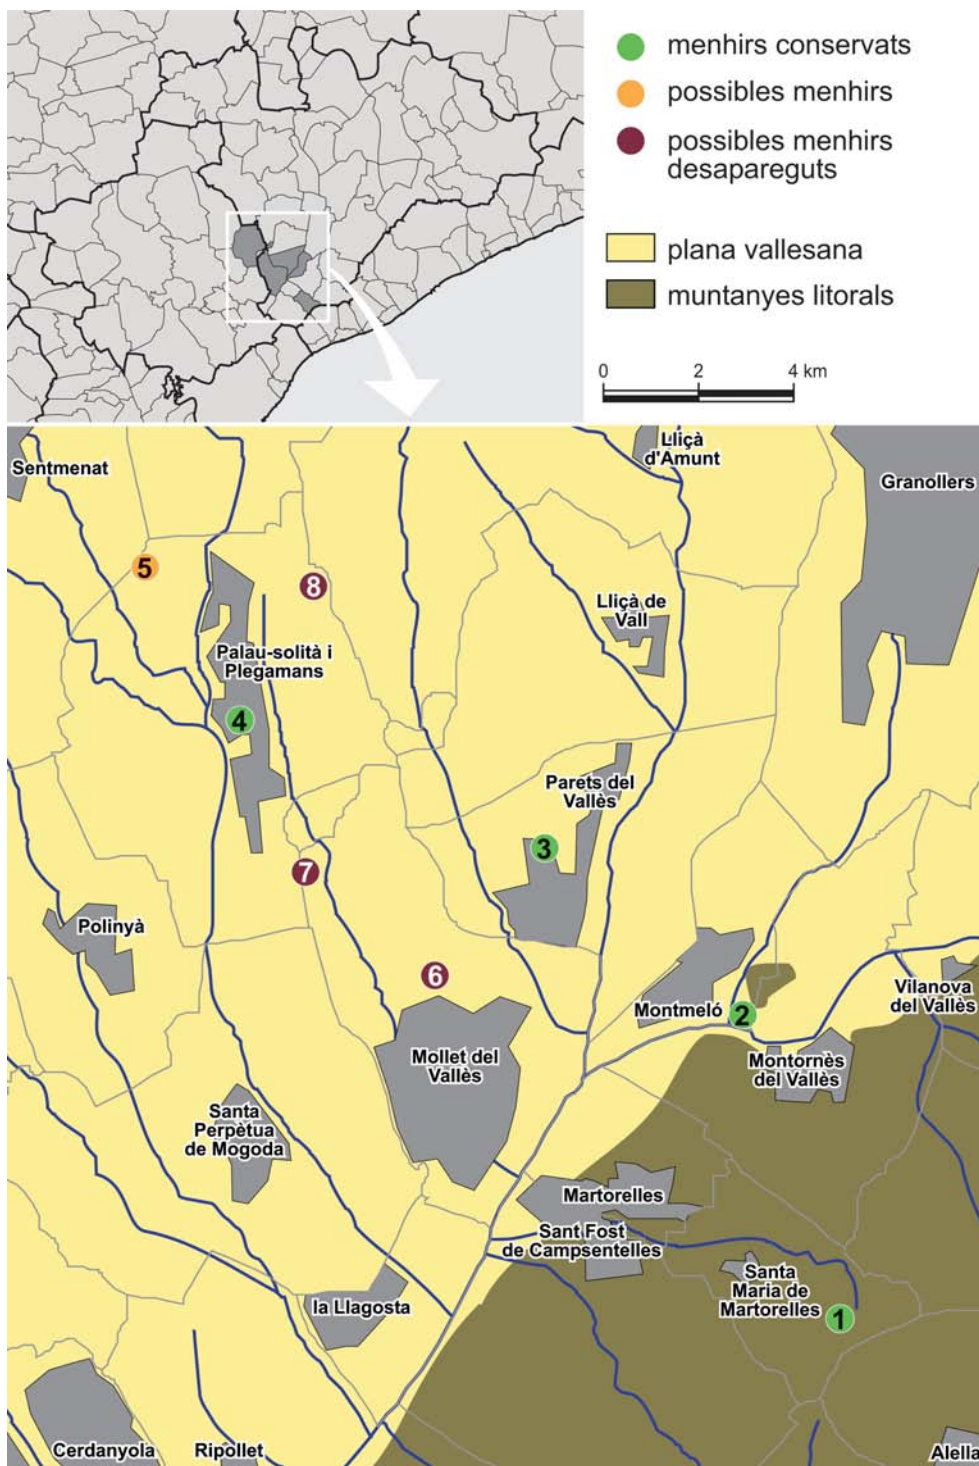 menhirs conservats
possibles menhirs
possibles menhirs
desapareguts
plana vallesana
muntanyes litorals
0 2 4 km
Sentmenat
Lliçà
d'Amunt
Granollers
5
8
Lliçà de
Vall
Palau-solità i
Plegamans
4
Parets del
Vallès
3
7
Polinyà
6
Vilanova
del Vallès
Montmeló
2
Mollet del
Vallès
Montornès
del Vallès
Santa
Perpètua
de Mogoda
Martorelles
Sant Fost
de Campsentelles
Santa
Maria de
Martorelles
1
la Llagosta
Cerdanyola
Ripollet
Alella